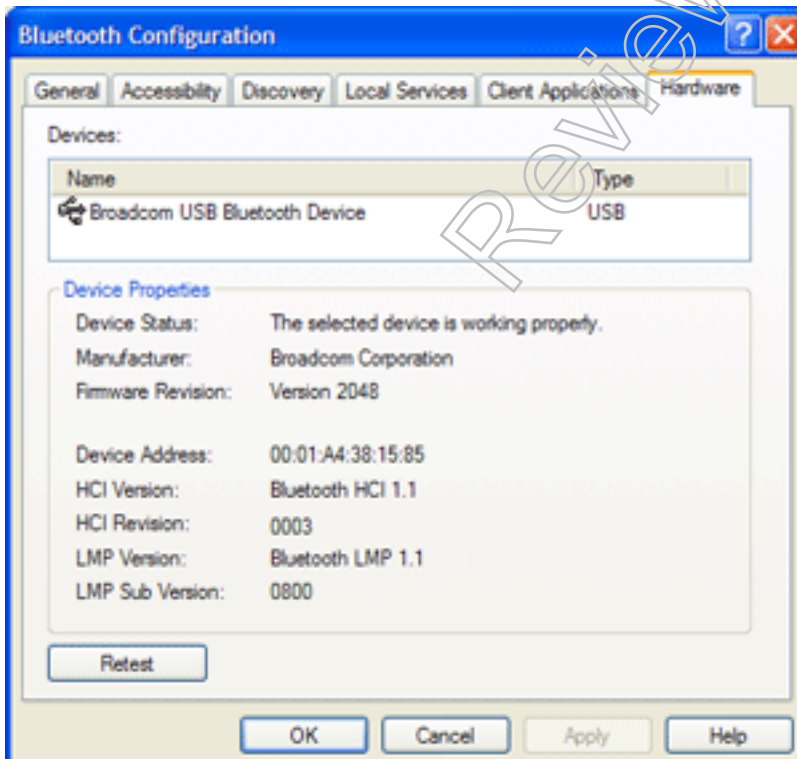 Bluetooth Configuration
General Accessibility Discovery Local Services Client Applications Hardware
Devices:
Name Type
Broadcom USB Bluetooth Device USB
Device Properties
Device Status: The selected device is working properly.
Manufacturer: Broadcom Corporation
Firmware Revision: Version 2048
Device Address: 00:01:A4:38:15:85
HCI Version: Bluetooth HCI 1.1
HCI Revision: 0003
LMP Version: Bluetooth LMP 1.1
LMP Sub Version: 0800
Retest
OK Cancel Apply Help